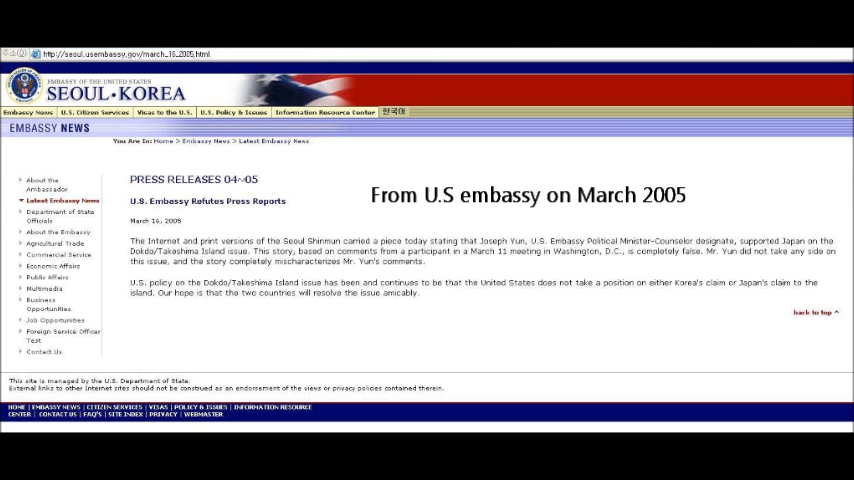 http://seoul.usembassy.gov/march_16_2005.html
EMBASSY OF THE UNITED STATES
SEOUL•KOREA
Embassy News U.S. Citizen Services Visas to the U.S. U.S. Policy & Issues Information Resource Center 한국어
EMBASSY NEWS
You Are In: Home > Embassy News > Latest Embassy News
About the
Ambassador
Latest Embassy News
Department of State
Officials
About the Embassy
Agricultural Trade
Commercial Service
Economic Affairs
Public Affairs
Multimedia
Business
Opportunities
Job Opportunities
Foreign Service Officer
Test
Contact Us
PRESS RELEASES 04~05
From U.S embassy on March 2005
U.S. Embassy Refutes Press Reports
March 16, 2005
The Internet and print versions of the Seoul Shinmun carried a piece today stating that Joseph Yun, U.S. Embassy Political Minister-Counselor designate, supported Japan on the
Dokdo/Takeshima Island issue. This story, based on comments from a participant in a March 11 meeting in Washington, D.C., is completely false. Mr. Yun did not take any side on
this issue, and the story completely mischaracterizes Mr. Yun's comments.
U.S. policy on the Dokdo/Takeshima Island issue has been and continues to be that the United States does not take a position on either Korea's claim or Japan's claim to the
island. Our hope is that the two countries will resolve the issue amicably.
back to top ^
This site is managed by the U.S. Department of State.
External links to other Internet sites should not be construed as an endorsement of the views or privacy policies contained therein.
HOME | EMBASSY NEWS | CITIZEN SERVICES | VISAS | POLICY & ISSUES | INFORMATION RESOURCE
CENTER | CONTACT US | FAQ'S | SITE INDEX | PRIVACY | WEBMASTER